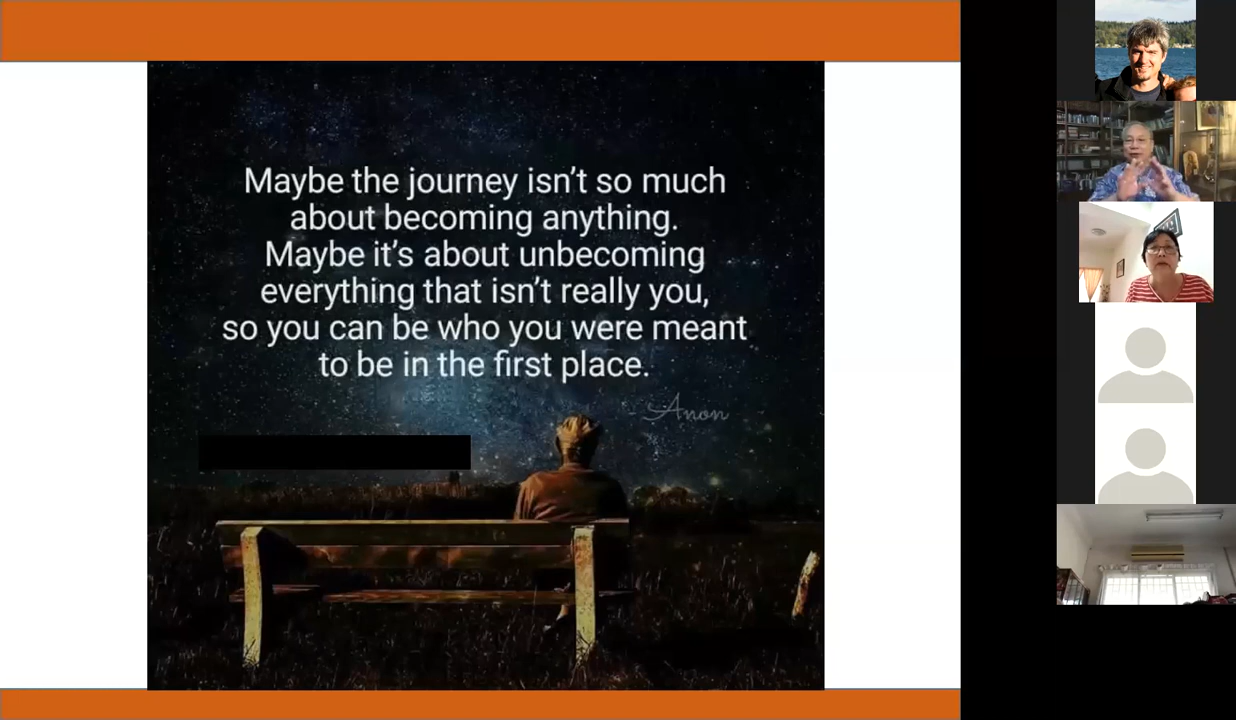 Maybe the journey isn’t so much
about becoming anything.
Maybe it’s about unbecoming
everything that isn’t really you,
so you can be who you were meant
to be in the first place.
- Anon